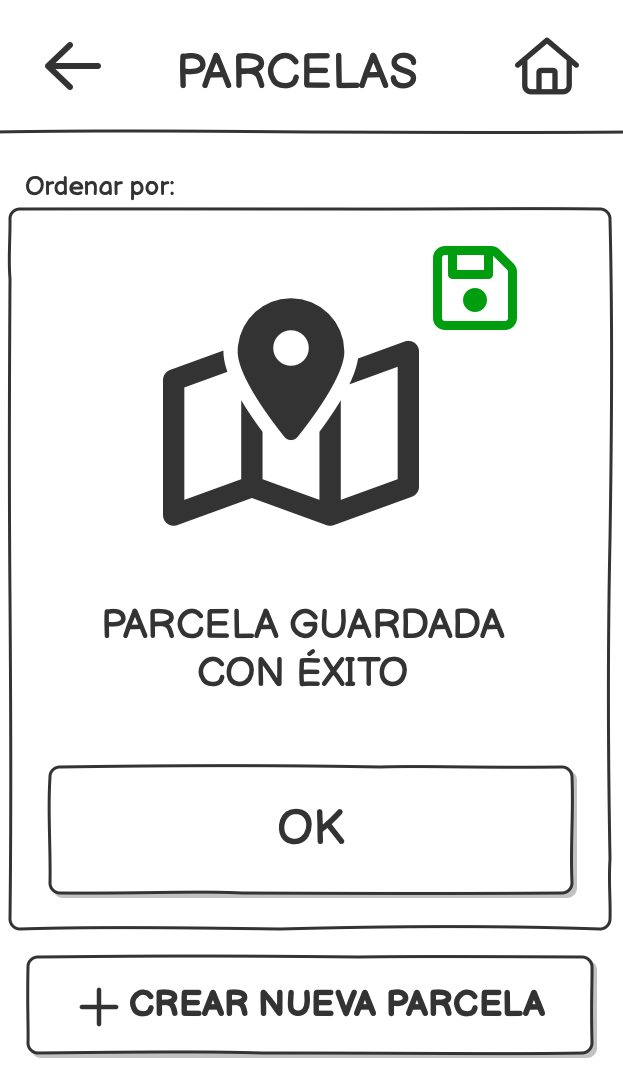 PARCELAS
Ordenar por:
PARCELA GUARDADA
CON ÉXITO
OK
CREAR NUEVA PARCELA